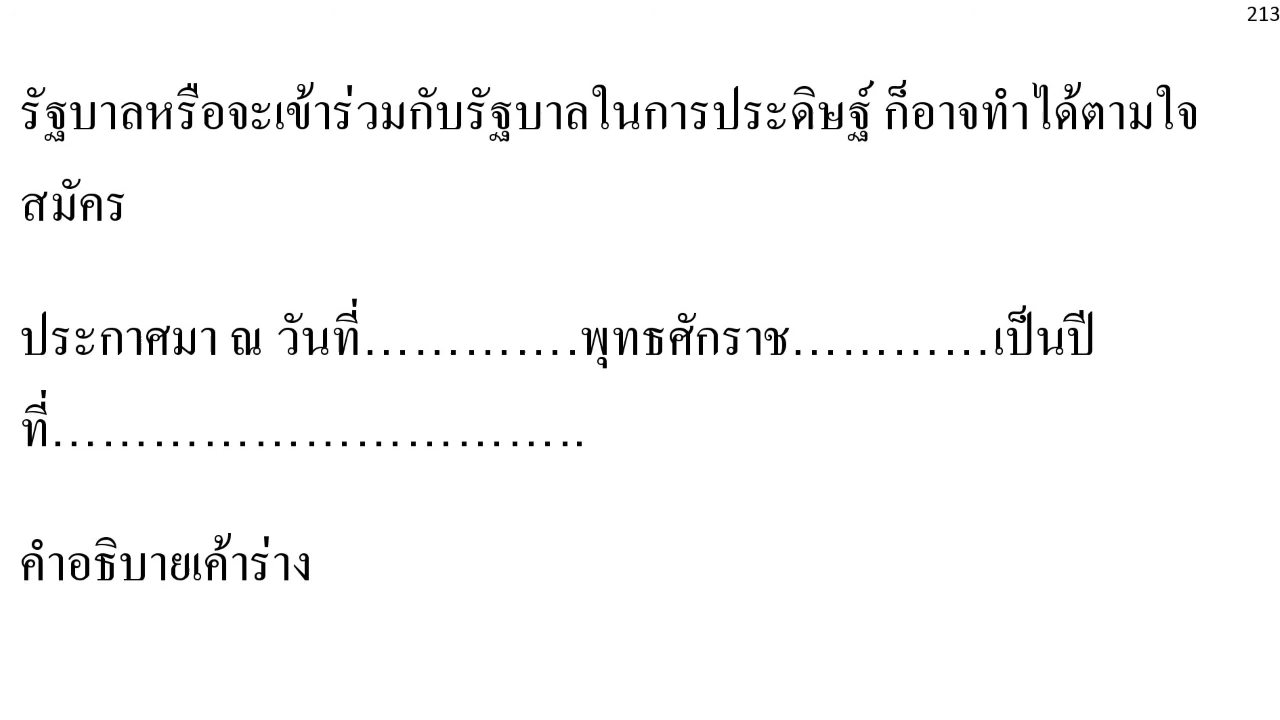 213
รัฐบาลหรือจะเข้าร่วมกับรัฐบาลในการประดิษฐ์ ก็อาจทำได้ตามใจ
สมัคร
ประกาศมา ณ วันที่………….พุทธศักราช…………เป็นปี
ที่…………………………..
คำอธิบายเค้าร่าง